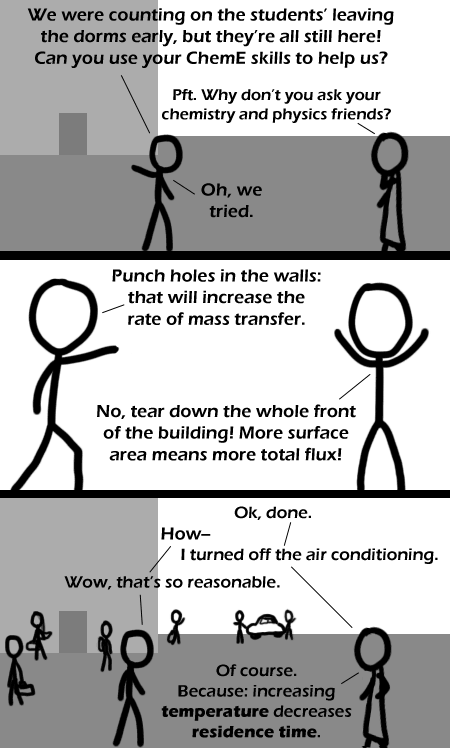 We were counting on the students' leaving
the dorms early, but they're all still here!
Can you use your ChemE skills to help us?
Pft. Why don't you ask your
chemistry and physics friends?
Oh, we
tried.
Punch holes in the walls:
that will increase the
rate of mass transfer.
No, tear down the whole front
of the building! More surface
area means more total flux!
Ok, done.
How–
I turned off the air conditioning.
Wow, that's so reasonable.
Of course.
Because: increasing
temperature decreases
residence time.